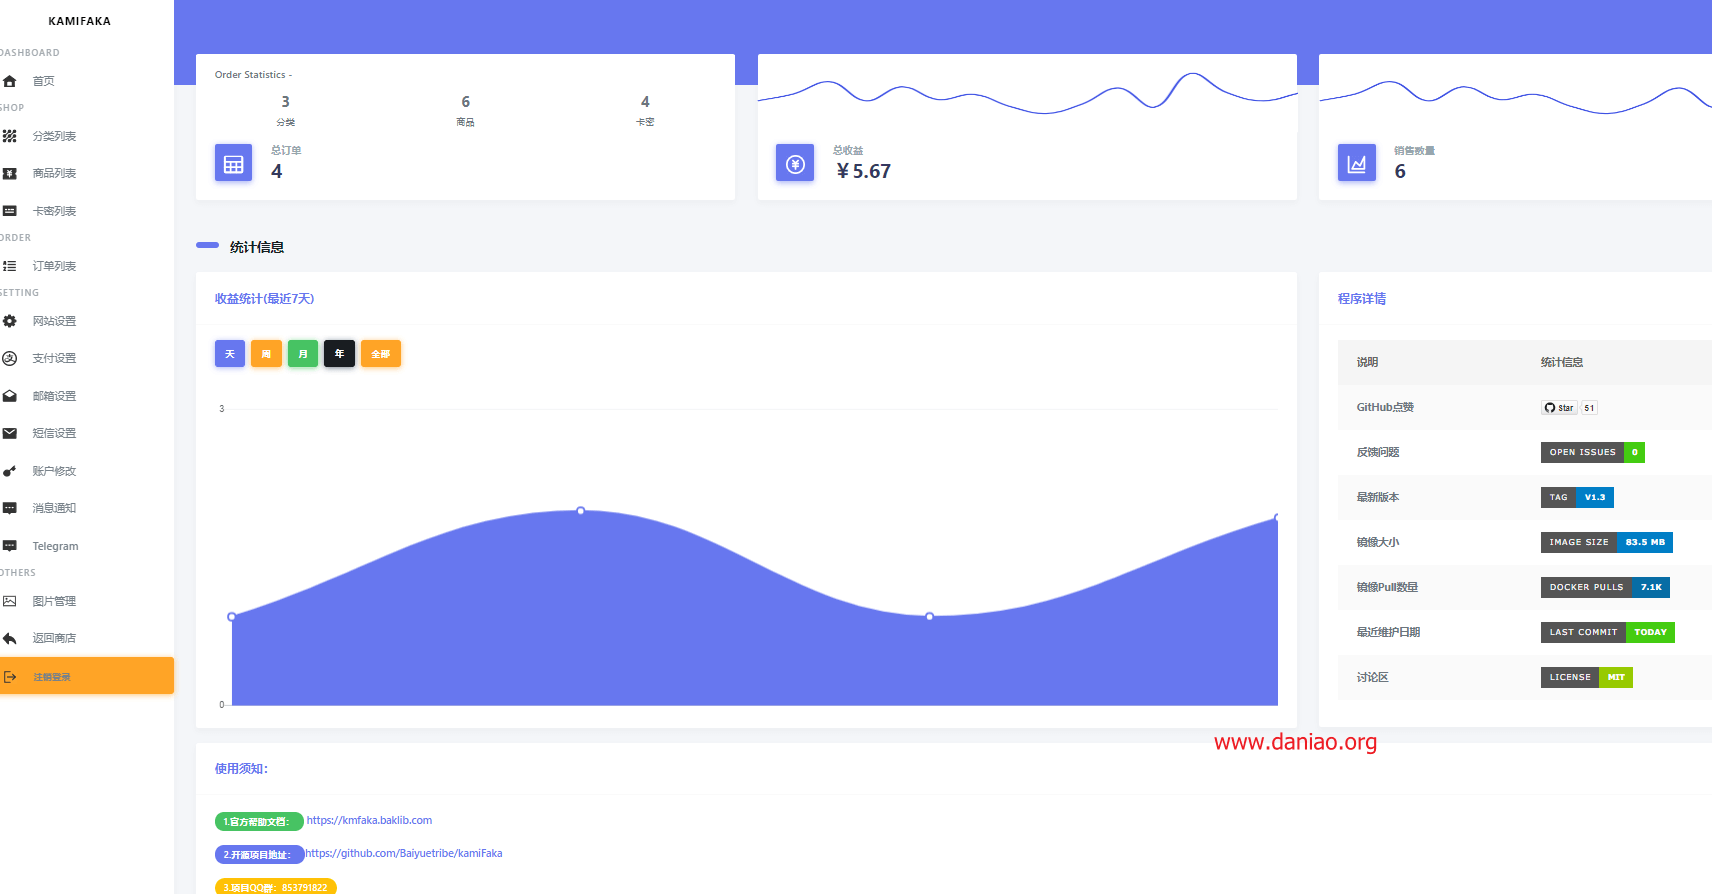 KAMIFAKA
DASHBOARD
首页
SHOP
分类列表
商品列表
卡密列表
ORDER
订单列表
SETTING
网站设置
支付设置
邮箱设置
短信设置
账户修改
消息通知
Telegram
OTHERS
图片管理
返回商店
注销登录
Order Statistics -
3
分类
6
商品
4
卡密
总订单
4
总收益
￥5.67
销售数量
6
统计信息
收益统计(最近7天)
天 周 月 年 全部
3
0
程序详情
说明 统计信息
GitHub点赞 Star 51
反馈问题 OPEN ISSUES 0
最新版本 TAG V1.3
镜像大小 IMAGE SIZE 83.5 MB
镜像Pull数量 DOCKER PULLS 7.1K
最近维护日期 LAST COMMIT TODAY
讨论区 LICENSE MIT
www.daniao.org
使用须知：
1.官方帮助文档： https://kmfaka.baklib.com
2.开源项目地址： https://github.com/Baiyuetribe/kamiFaka
3.项目QQ群：853791822